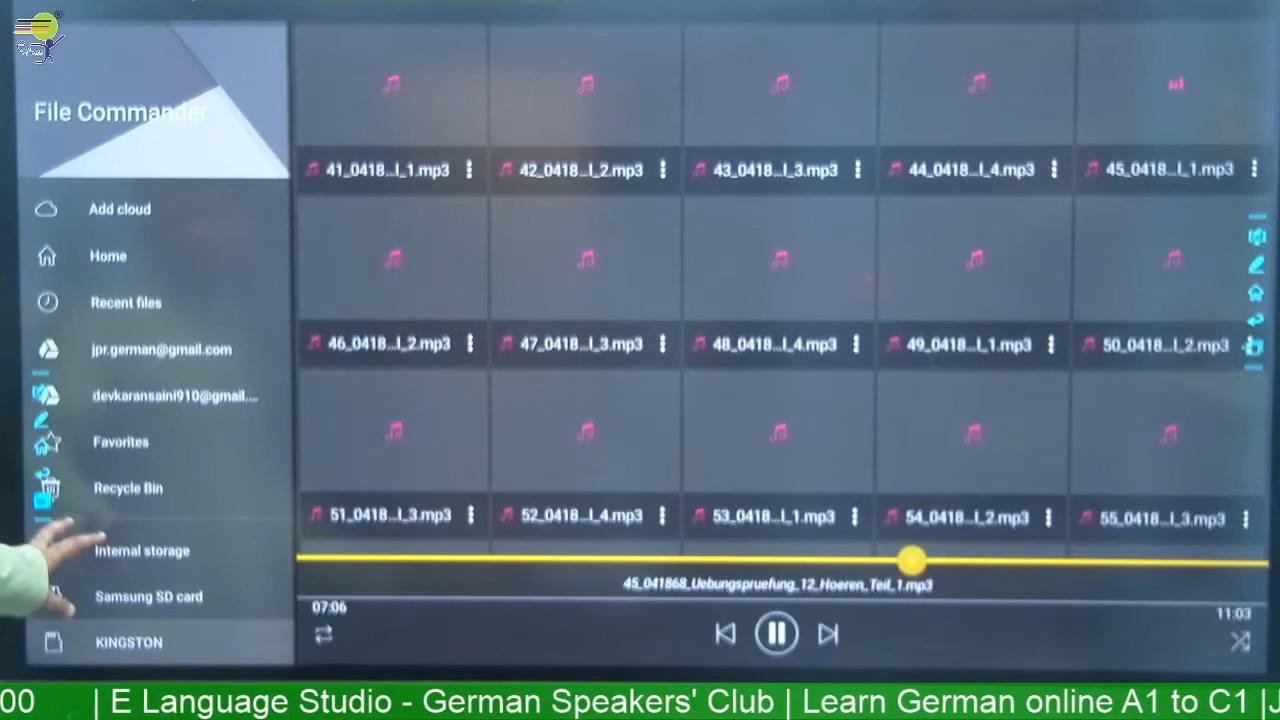 File Commander
Add cloud
Home
Recent files
jpr.german@gmail.com
devkaransaini910@gmail....
Favorites
Recycle Bin
Internal storage
Samsung SD card
KINGSTON
41_0418...l_1.mp3
42_0418...l_2.mp3
43_0418...l_3.mp3
44_0418...l_4.mp3
45_0418...l_1.mp3
46_0418...l_2.mp3
47_0418...l_3.mp3
48_0418...l_4.mp3
49_0418...l_1.mp3
50_0418...l_2.mp3
51_0418...l_3.mp3
52_0418...l_4.mp3
53_0418...l_1.mp3
54_0418...l_2.mp3
55_0418...l_3.mp3
45_041868_Uebungspruefung_12_Hoeren_Teil_1.mp3
07:06
11:03
00 | E Language Studio - German Speakers' Club | Learn German online A1 to C1 |J